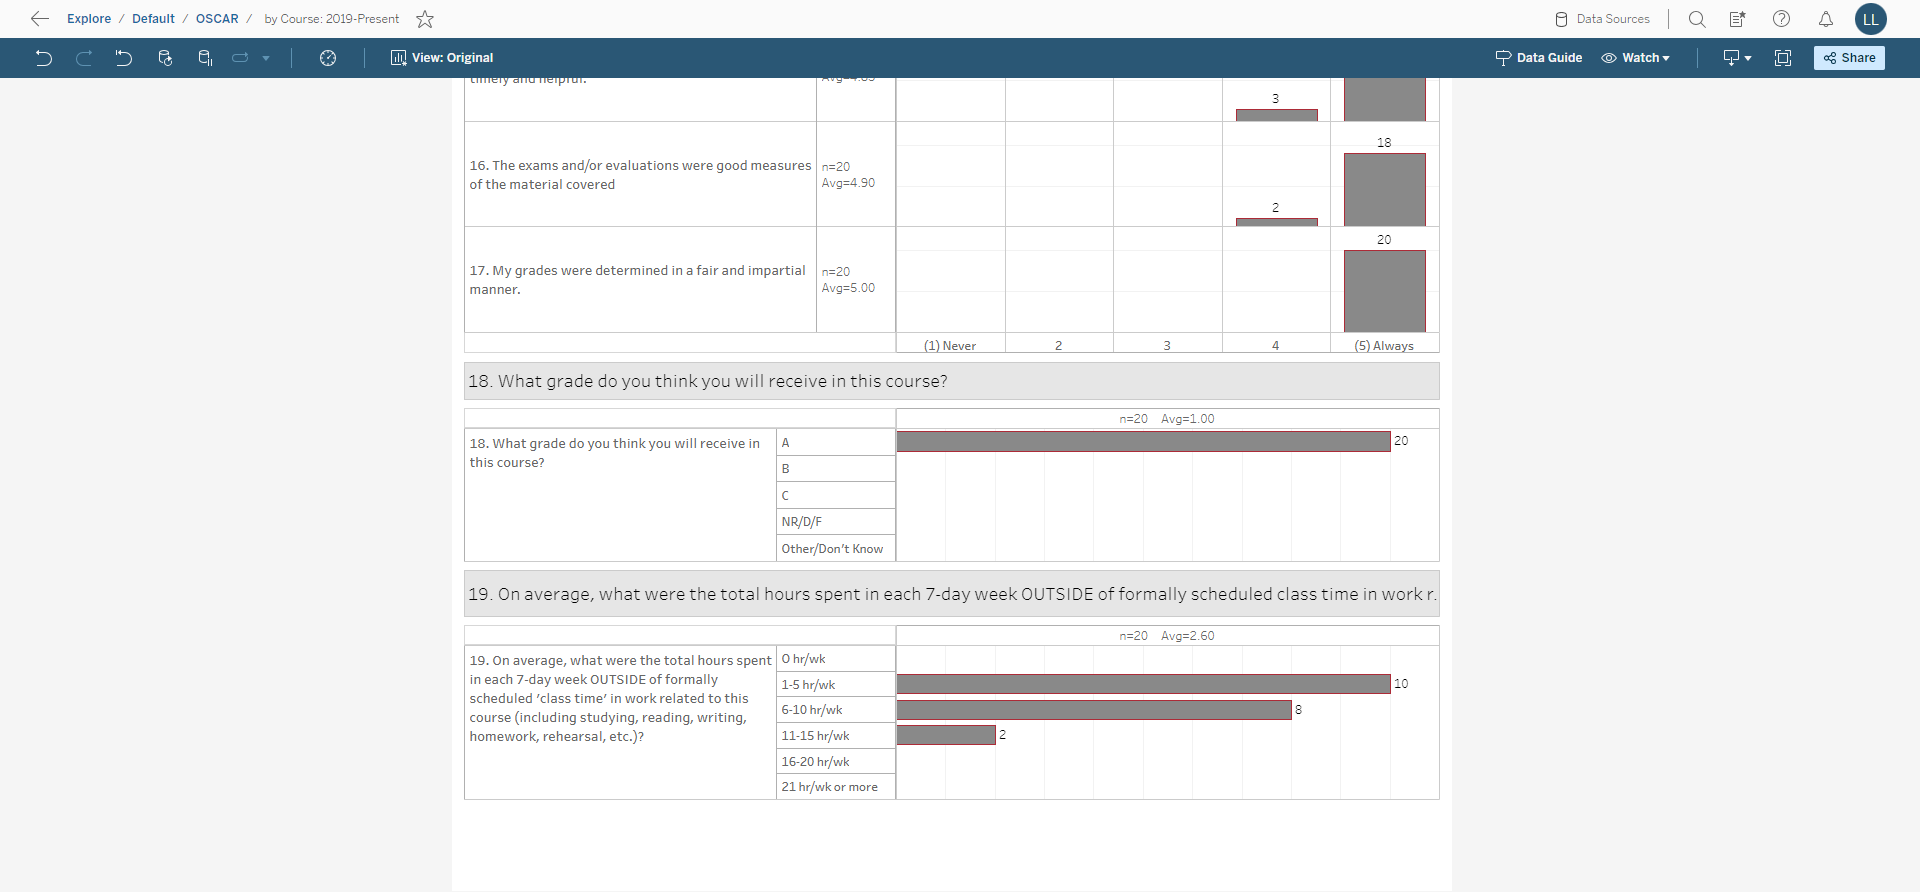 Explore / Default / OSCAR / by Course: 2019-Present
Data Sources
LL
View: Original
Data Guide
Watch
Share
timely and helpful.
3
16. The exams and/or evaluations were good measures
of the material covered
n=20
Avg=4.90
2
18
17. My grades were determined in a fair and impartial
manner.
n=20
Avg=5.00
20
(1) Never
2
3
4
(5) Always
18. What grade do you think you will receive in this course?
n=20 Avg=1.00
18. What grade do you think you will receive in
this course?
A
20
B
C
NR/D/F
Other/Don't Know
19. On average, what were the total hours spent in each 7-day week OUTSIDE of formally scheduled class time in work r.
n=20 Avg=2.60
19. On average, what were the total hours spent
in each 7-day week OUTSIDE of formally
scheduled ‘class time’ in work related to this
course (including studying, reading, writing,
homework, rehearsal, etc.)?
0 hr/wk
1-5 hr/wk
10
6-10 hr/wk
8
11-15 hr/wk
2
16-20 hr/wk
21 hr/wk or more